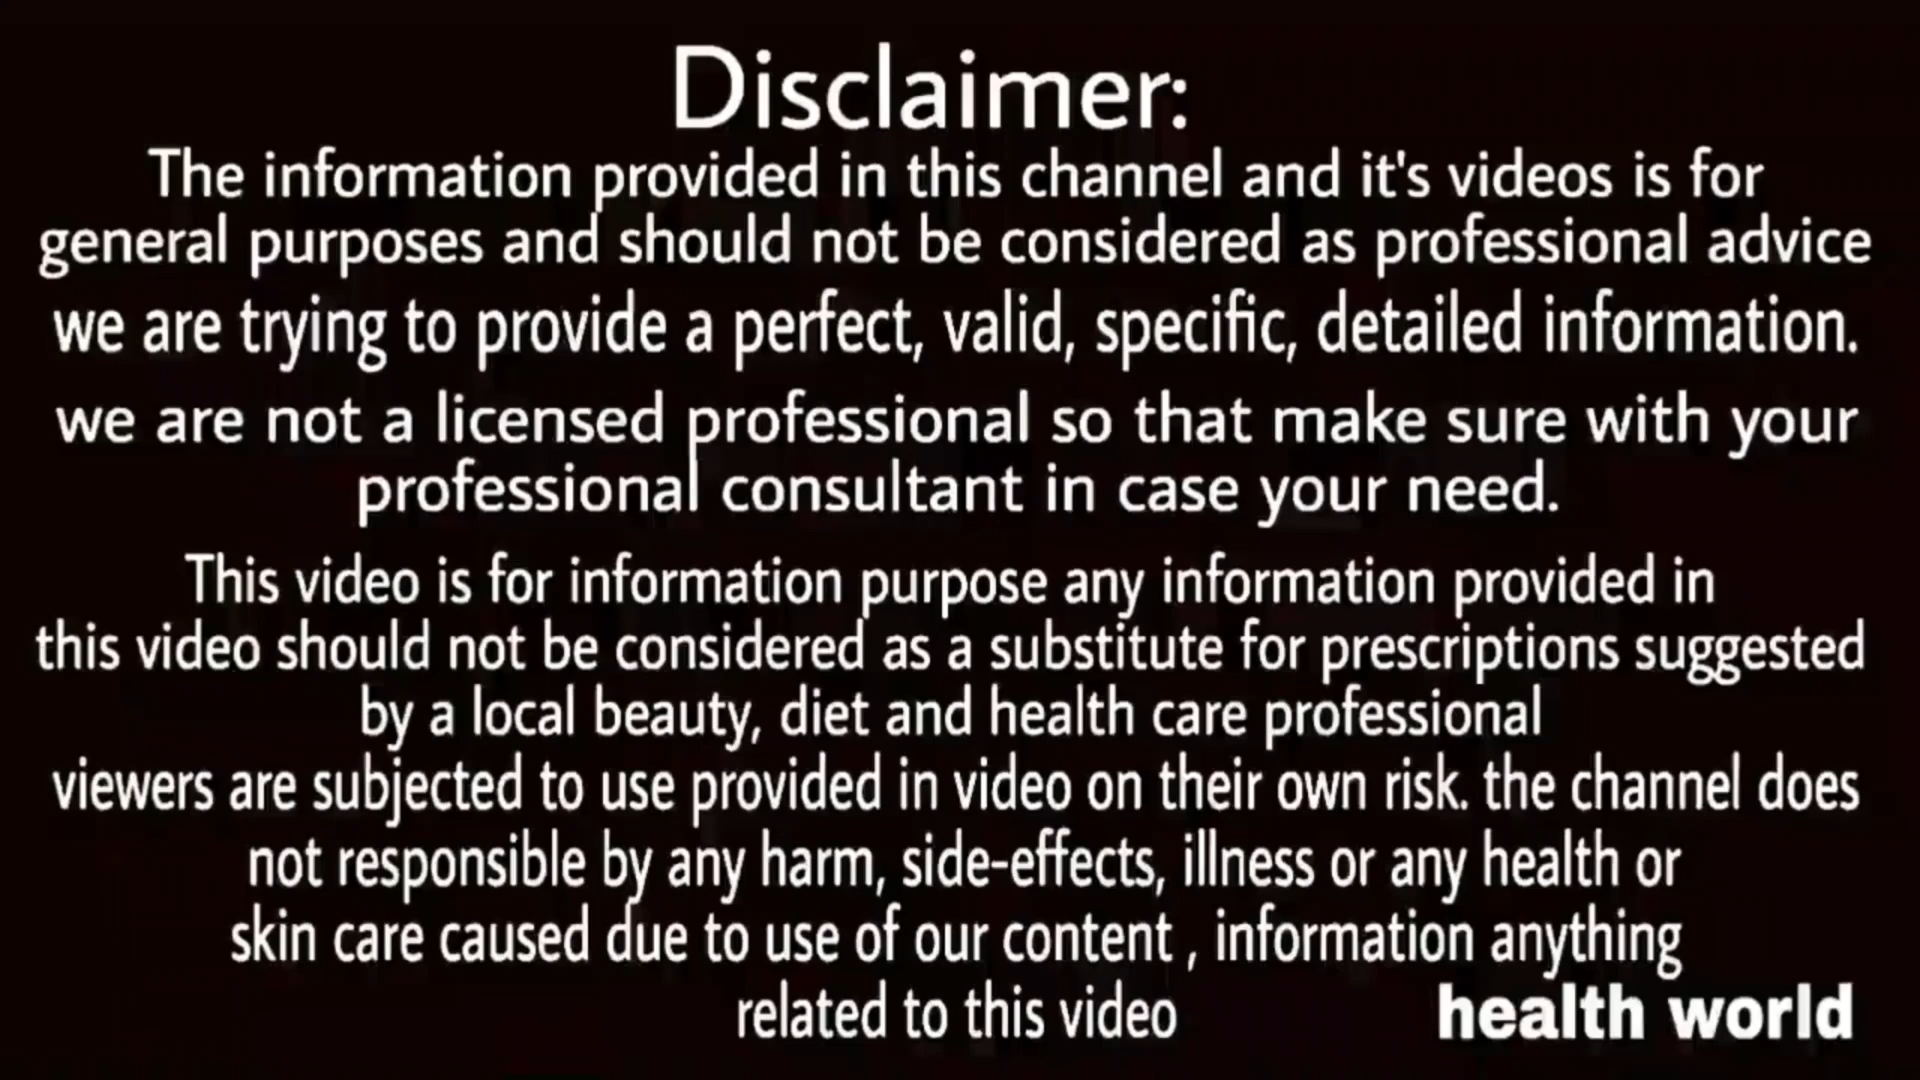 Disclaimer:
The information provided in this channel and it's videos is for
general purposes and should not be considered as professional advice
we are trying to provide a perfect, valid, specific, detailed information.
we are not a licensed professional so that make sure with your
professional consultant in case your need.
This video is for information purpose any information provided in
this video should not be considered as a substitute for prescriptions suggested
by a local beauty, diet and health care professional
viewers are subjected to use provided in video on their own risk. the channel does
not responsible by any harm, side-effects, illness or any health or
skin care caused due to use of our content , information anything
related to this video
health world